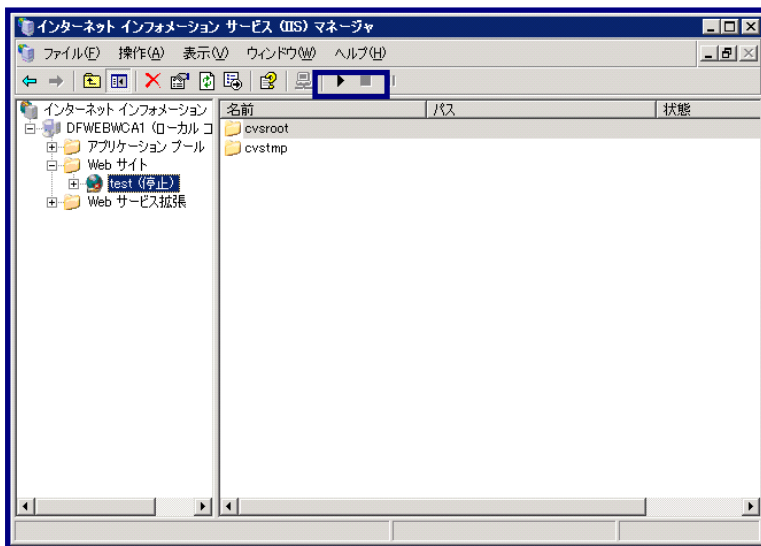 インターネット インフォメーション サービス (IIS) マネージャ
ファイル(F) 操作(A) 表示(V) ウィンドウ(W) ヘルプ(H)
インターネット インフォメーション
DFWEBWCA1 (ローカル コ
アプリケーション プール
Web サイト
test (停止)
Web サービス拡張
名前 パス 状態
cvsroot
cvstmp